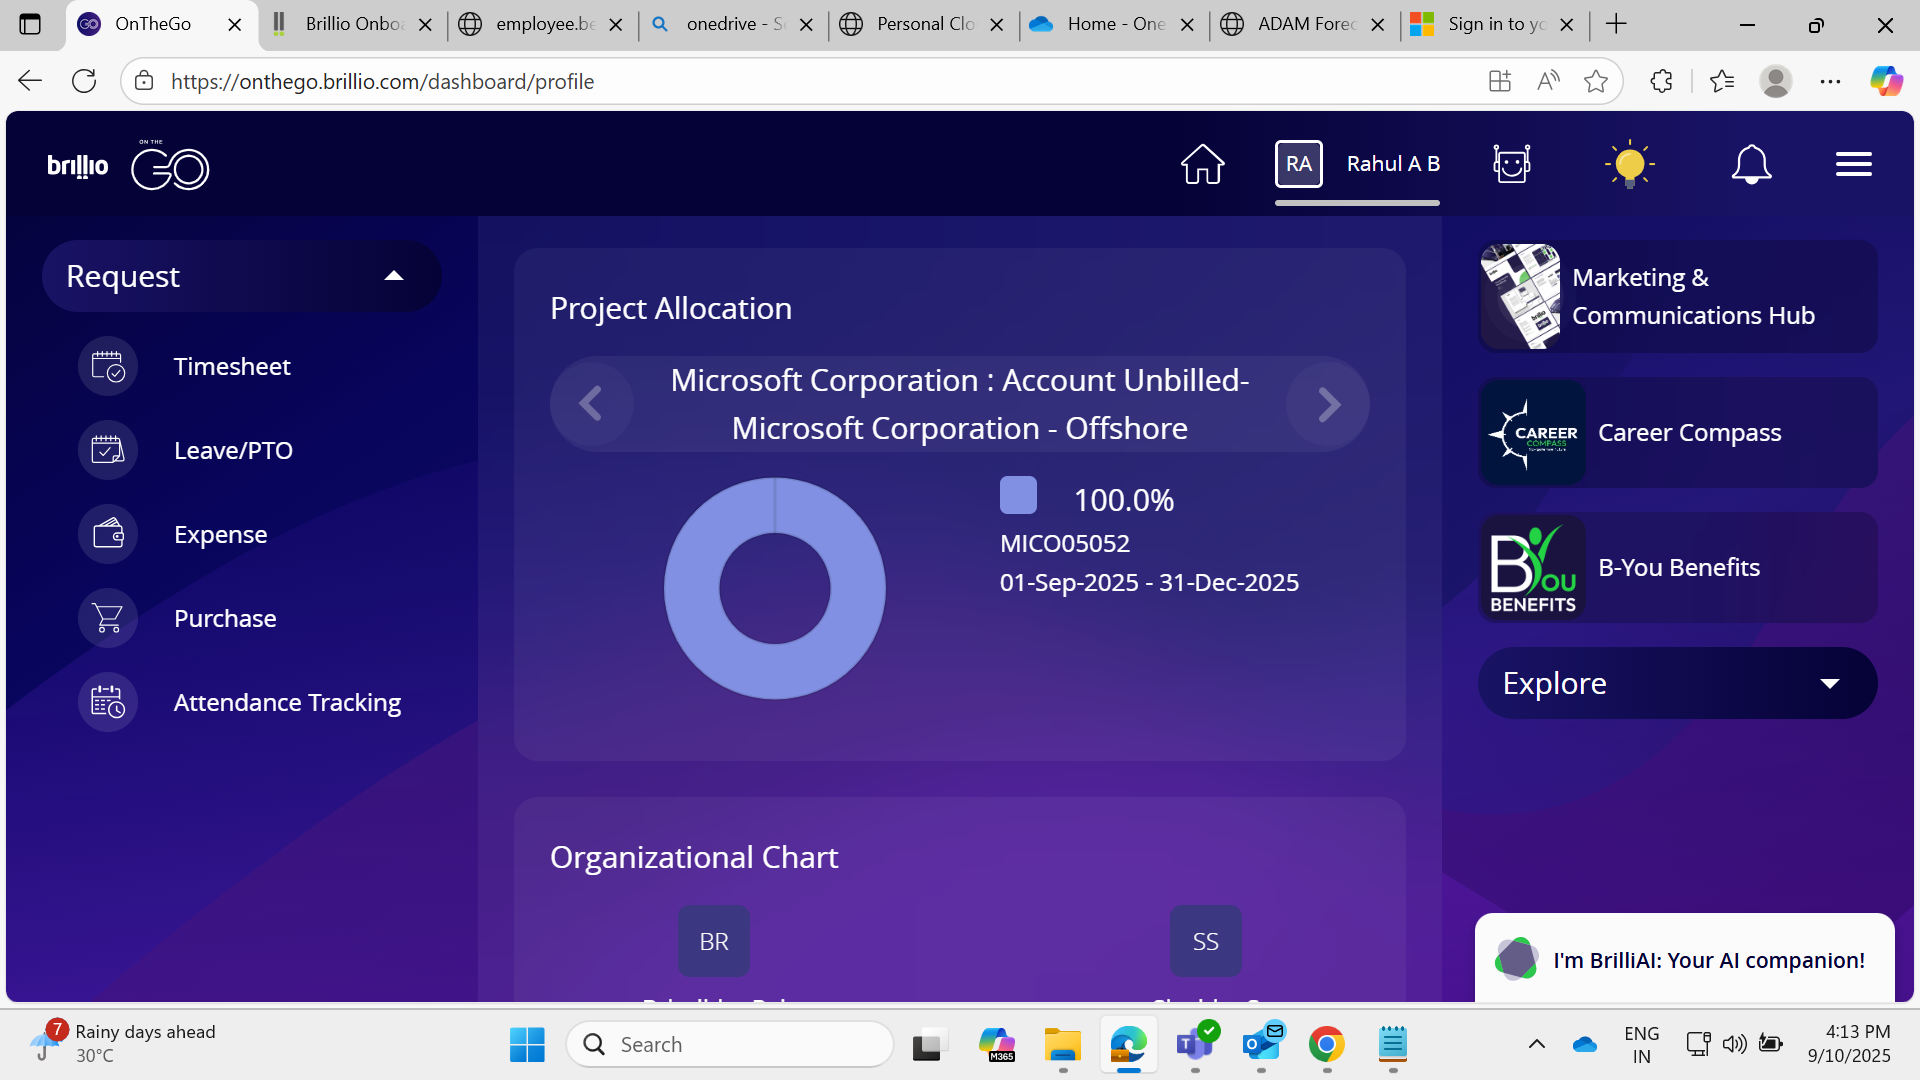 OnTheGo
Brillio Onboa
employee.be
onedrive - Se
Personal Clo
Home - One
ADAM Forec
Sign in to yo
https://onthego.brillio.com/dashboard/profile
brillio
ON THE
GO
RA
Rahul A B
Request
Timesheet
Leave/PTO
Expense
Purchase
Attendance Tracking
Project Allocation
Microsoft Corporation : Account Unbilled-
Microsoft Corporation - Offshore
100.0%
MICO05052
01-Sep-2025 - 31-Dec-2025
Organizational Chart
BR
SS
Marketing &
Communications Hub
CAREER
COMPASS
Career Compass
BYou
BENEFITS
B-You Benefits
Explore
I'm BrilliAI: Your AI companion!
7
Rainy days ahead
30°C
Search
M365
ENG
IN
4:13 PM
9/10/2025